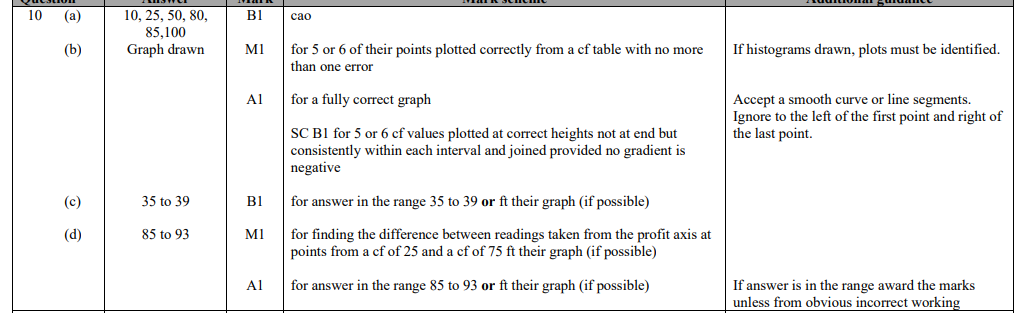 Question Answer Mark Mark scheme Additional guidance
10 (a) 10, 25, 50, 80, B1 cao
85,100
(b) Graph drawn M1 for 5 or 6 of their points plotted correctly from a cf table with no more If histograms drawn, plots must be identified.
than one error
A1 for a fully correct graph Accept a smooth curve or line segments.
Ignore to the left of the first point and right of
SC B1 for 5 or 6 cf values plotted at correct heights not at end but the last point.
consistently within each interval and joined provided no gradient is
negative
(c) 35 to 39 B1 for answer in the range 35 to 39 or ft their graph (if possible)
(d) 85 to 93 M1 for finding the difference between readings taken from the profit axis at
points from a cf of 25 and a cf of 75 ft their graph (if possible)
A1 for answer in the range 85 to 93 or ft their graph (if possible) If answer is in the range award the marks
unless from obvious incorrect working